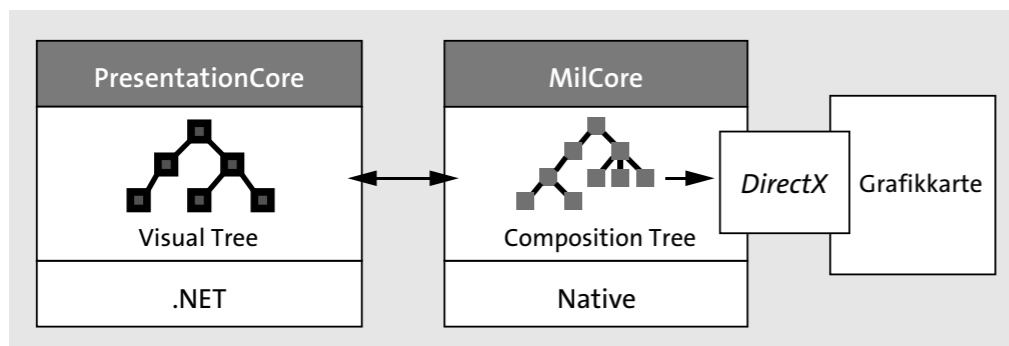 PresentationCore
Visual Tree
.NET
MilCore
Composition Tree
Native
DirectX
Grafikkarte